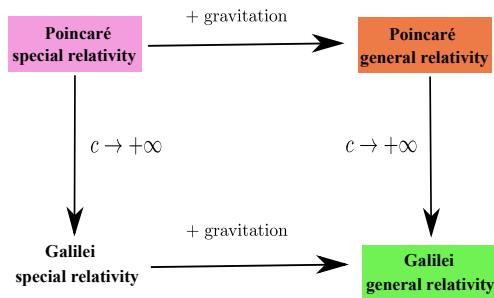 + gravitation
Poincaré
special relativity
Poincaré
general relativity
c → +∞
c → +∞
+ gravitation
Galilei
special relativity
Galilei
general relativity